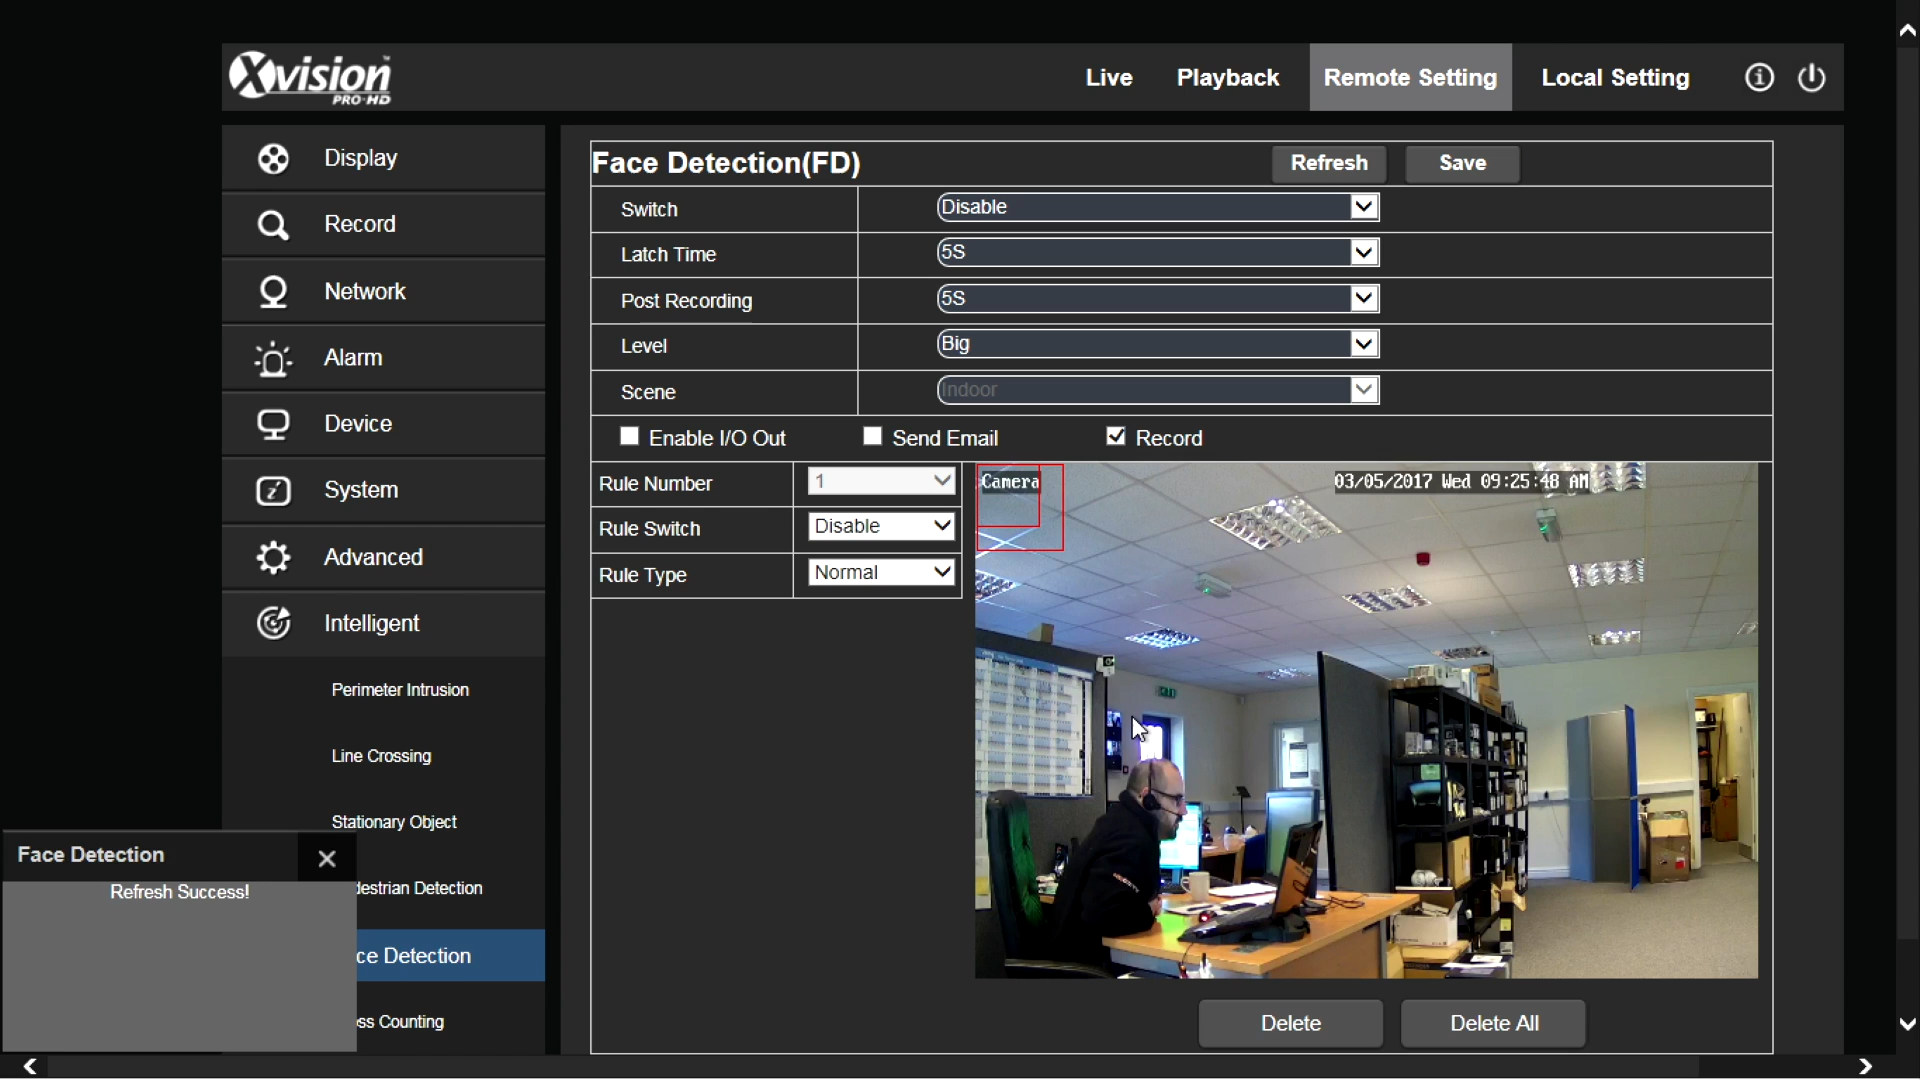 Xvision
PRO-HD
Live Playback Remote Setting Local Setting
Display
Record
Network
Alarm
Device
System
Advanced
Intelligent
Perimeter Intrusion
Line Crossing
Stationary Object
destrian Detection
ce Detection
ss Counting
Face Detection
Refresh Success!
Face Detection(FD) Refresh Save
Switch Disable
Latch Time 5S
Post Recording 5S
Level Big
Scene Indoor
Enable I/O Out Send Email Record
Rule Number 1
Rule Switch Disable
Rule Type Normal
Camera 03/05/2017 Wed 09:25:48 AM
Delete Delete All